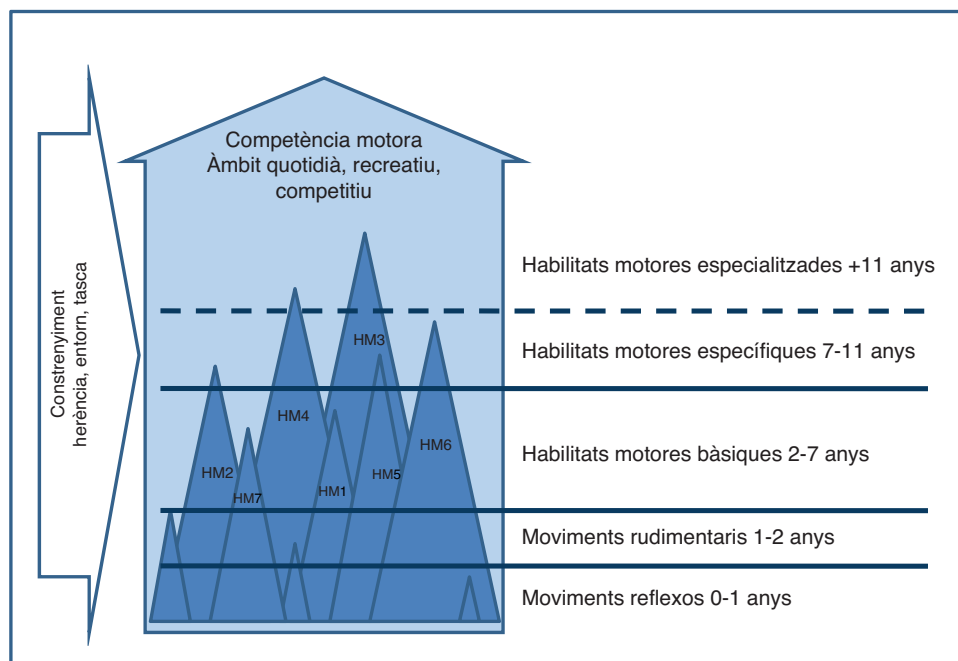 Constrenyiment
herència, entorn, tasca
Competència motora
Àmbit quotidià, recreatiu,
competitiu
Habilitats motores especialitzades +11 anys
HM3
Habilitats motores específiques 7-11 anys
HM4
HM6
Habilitats motores bàsiques 2-7 anys
HM2
HM5
HM7
HM1
Moviments rudimentaris 1-2 anys
Moviments reflexos 0-1 anys